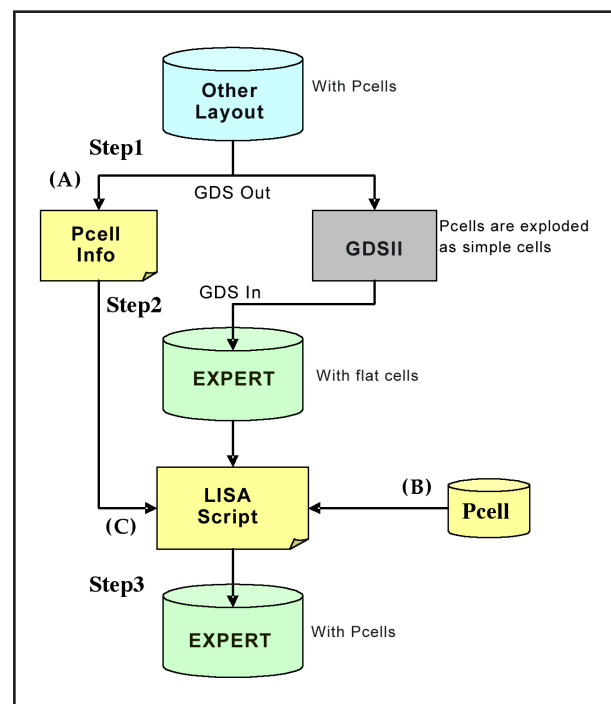 Other
Layout
With Pcells
Step1
(A)
GDS Out
Pcell
Info
GDSII
Pcells are exploded
as simple cells
Step2
GDS In
EXPERT
With flat cells
LISA
Script
(B)
Pcell
(C)
Step3
EXPERT
With Pcells